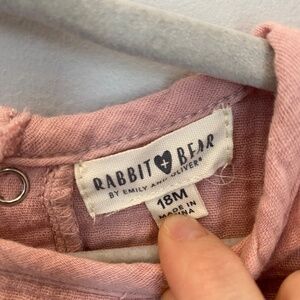 RABBIT BEAR
BY EMILY AND OLIVER®
18M
MADE IN